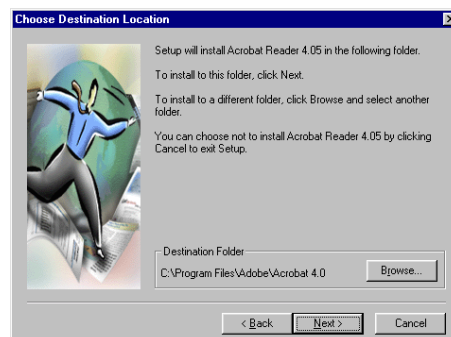 Choose Destination Location
Setup will install Acrobat Reader 4.05 in the following folder.
To install to this folder, click Next.
To install to a different folder, click Browse and select another
folder.
You can choose not to install Acrobat Reader 4.05 by clicking
Cancel to exit Setup.
Destination Folder
C:\Program Files\Adobe\Acrobat 4.0
Browse...
< Back
Next >
Cancel